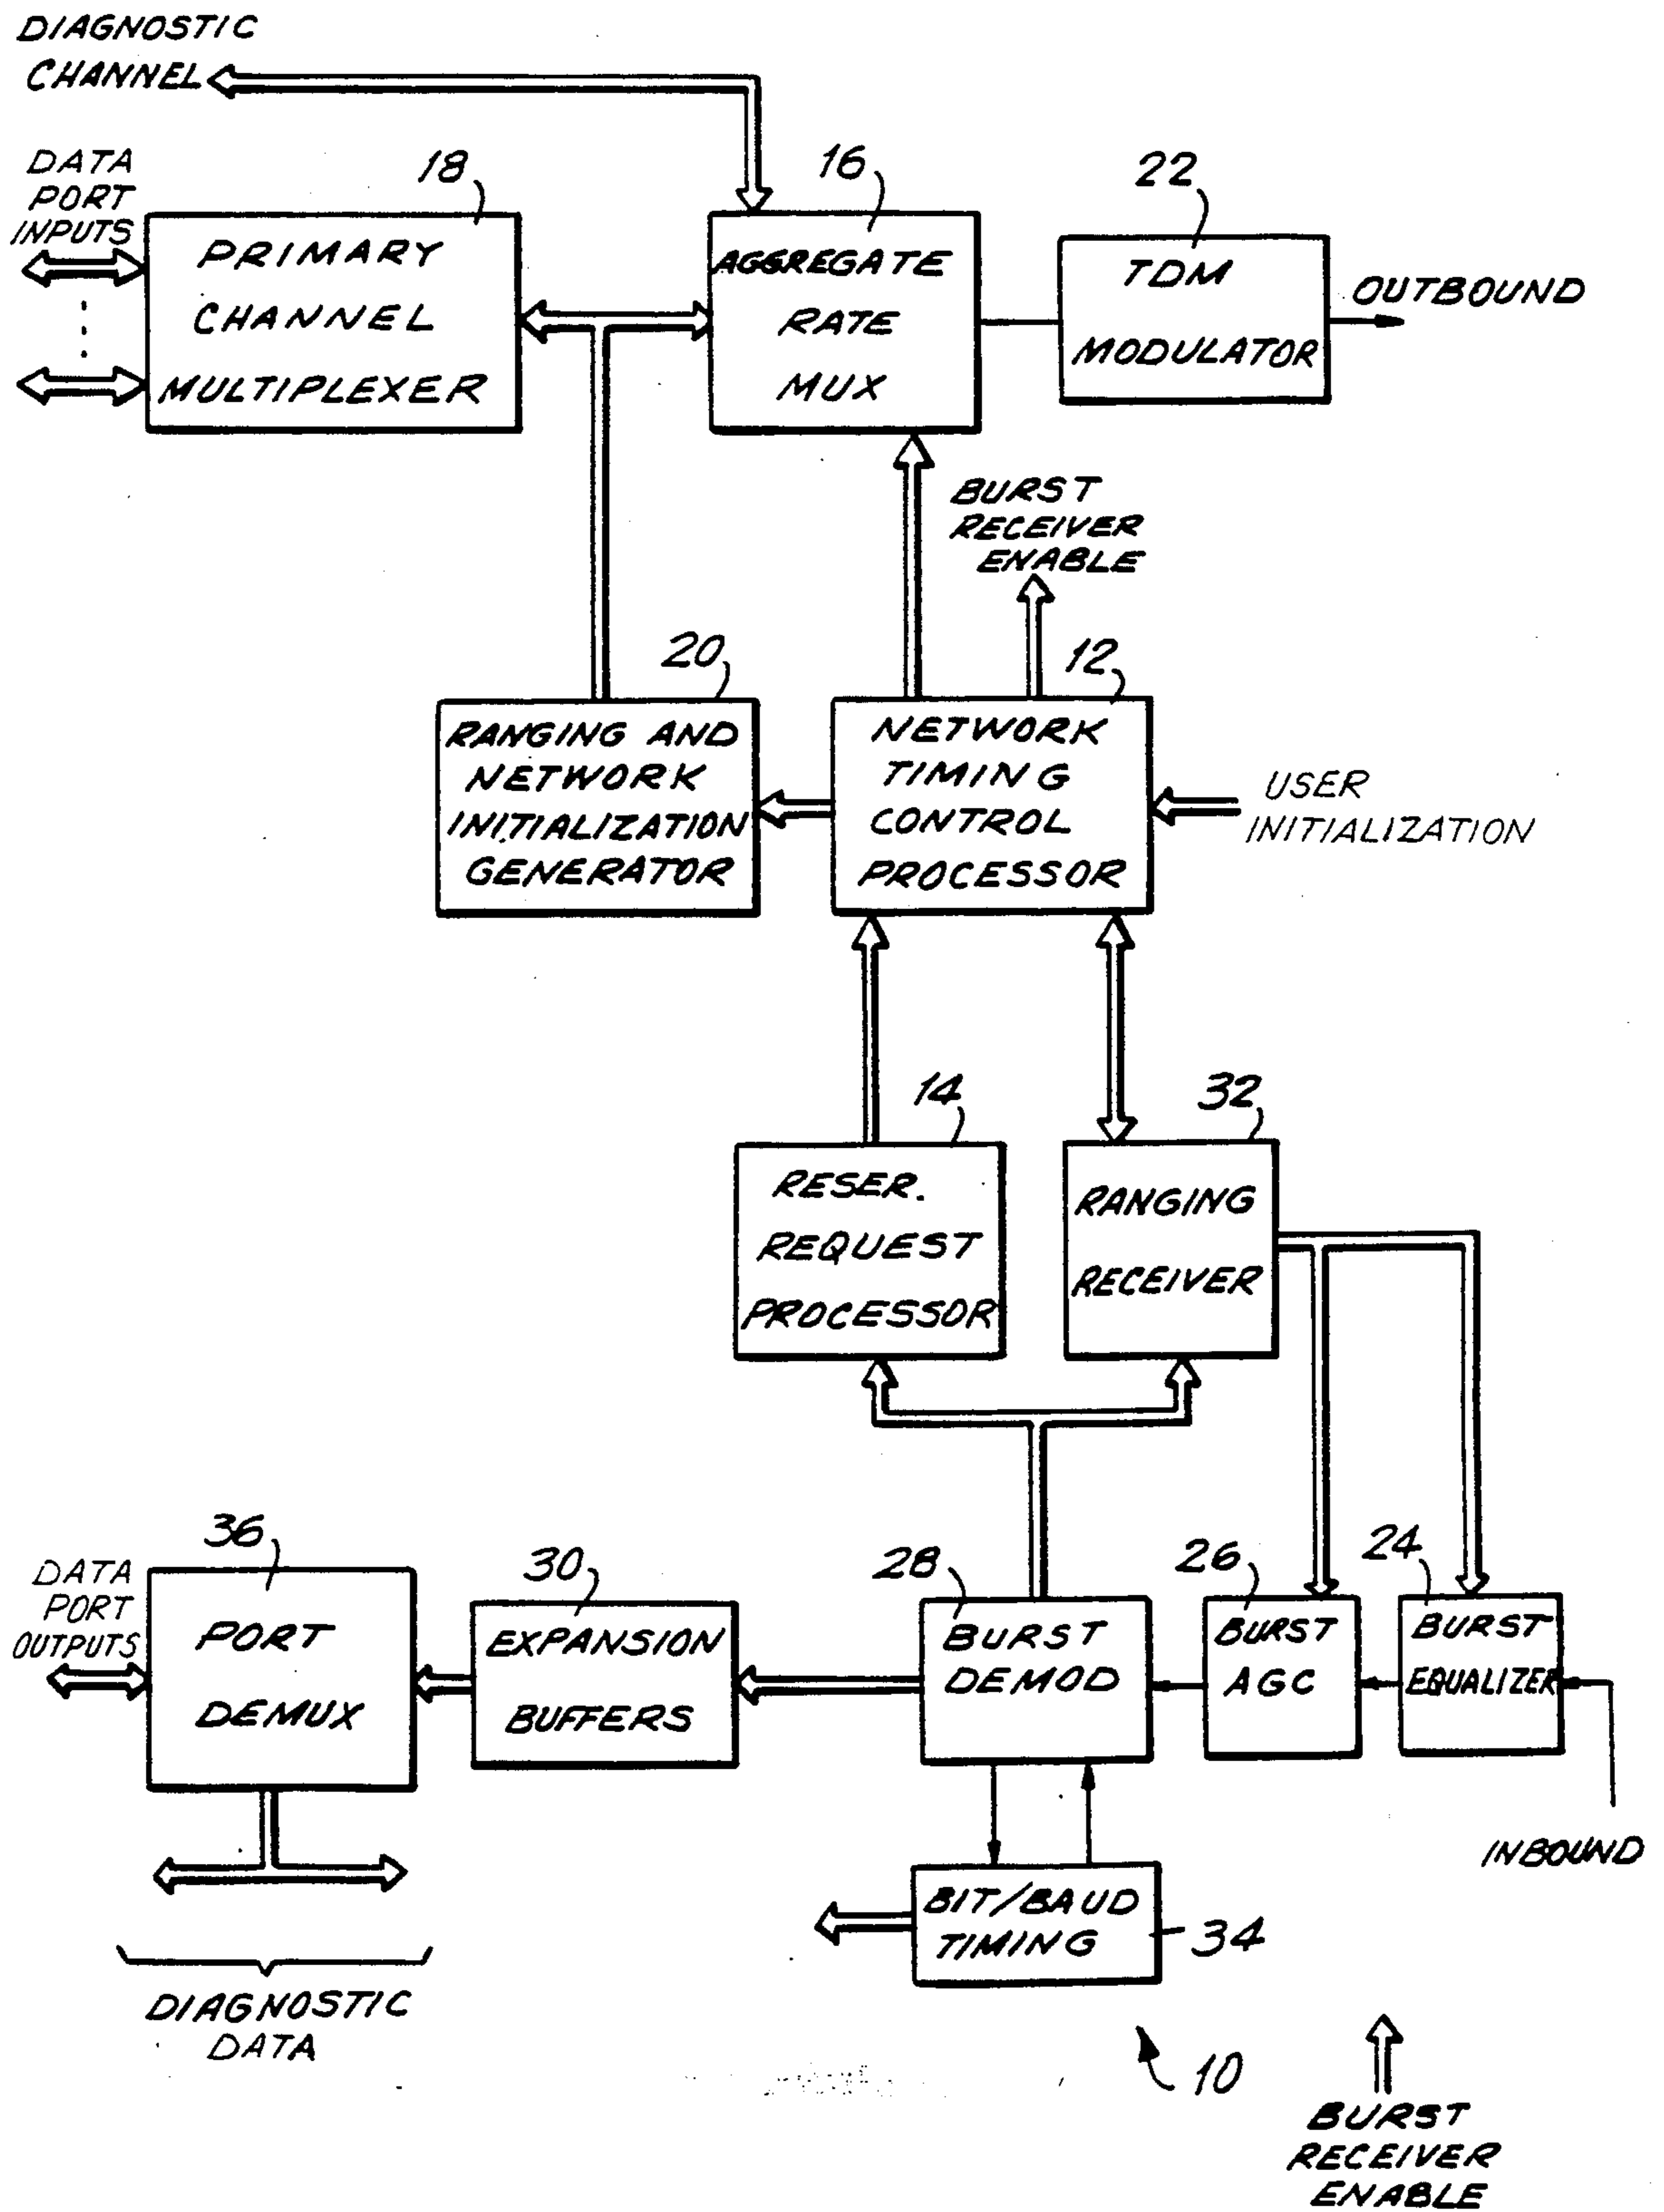 DIAGNOSTIC
CHANNEL
DATA
PORT
INPUTS
18
PRIMARY
CHANNEL
MULTIPLEXER
16
AGGREGATE
RATE
MUX
22
TDM
MODULATOR
OUTBOUND
BURST
RECEIVER
ENABLE
20
RANGING AND
NETWORK
INITIALIZATION
GENERATOR
12
NETWORK
TIMING
CONTROL
PROCESSOR
USER
INITIALIZATION
14
RESER.
REQUEST
PROCESSOR
32
RANGING
RECEIVER
36
DATA
PORT
OUTPUTS
PORT
DEMUX
30
EXPANSION
BUFFERS
28
BURST
DEMOD
26
BURST
AGC
24
BURST
EQUALIZER
INBOUND
BIT/BAUD
TIMING
34
DIAGNOSTIC
DATA
10
BURST
RECEIVER
ENABLE